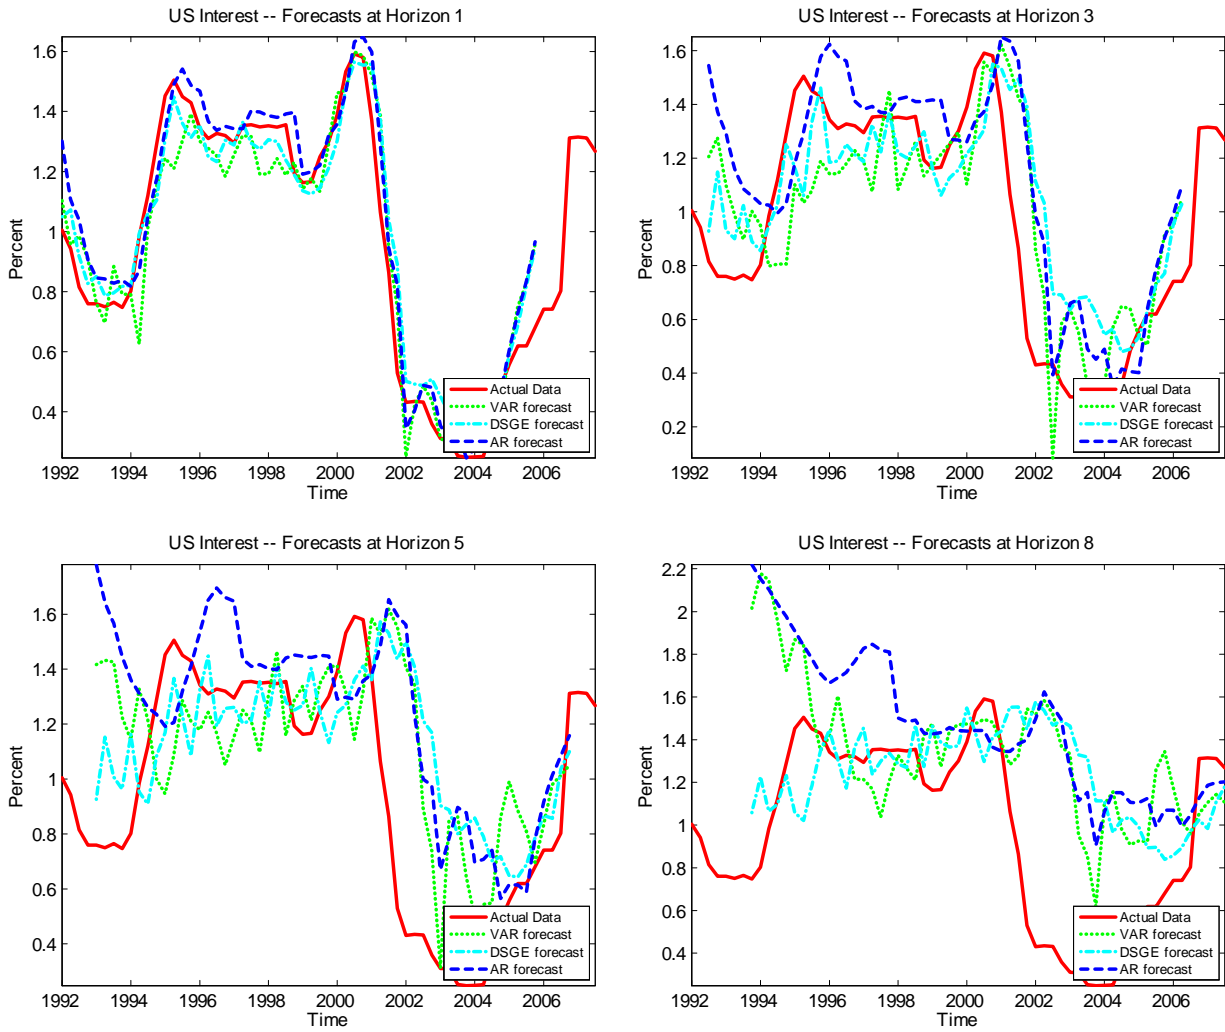 US Interest -- Forecasts at Horizon 1
Percent
1.6
1.4
1.2
1
0.8
0.6
0.4
Actual Data
VAR forecast
DSGE forecast
AR forecast
1992 1994 1996 1998 2000 2002 2004 2006
Time
US Interest -- Forecasts at Horizon 3
Percent
1.6
1.4
1.2
1
0.8
0.6
0.4
0.2
Actual Data
VAR forecast
DSGE forecast
AR forecast
1992 1994 1996 1998 2000 2002 2004 2006
Time
US Interest -- Forecasts at Horizon 5
Percent
1.6
1.4
1.2
1
0.8
0.6
0.4
Actual Data
VAR forecast
DSGE forecast
AR forecast
1992 1994 1996 1998 2000 2002 2004 2006
Time
US Interest -- Forecasts at Horizon 8
Percent
2.2
2
1.8
1.6
1.4
1.2
1
0.8
0.6
0.4
Actual Data
VAR forecast
DSGE forecast
AR forecast
1992 1994 1996 1998 2000 2002 2004 2006
Time